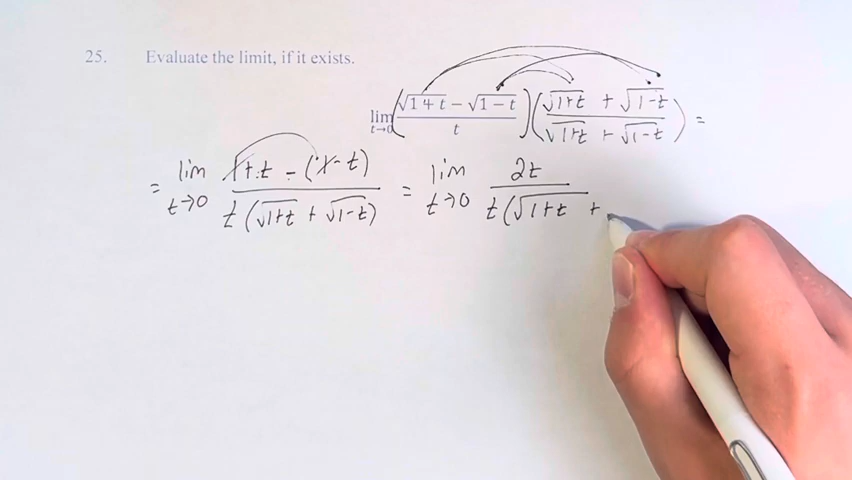 25. Evaluate the limit, if it exists.
lim t→0 (√(1+t) − √(1−t) / t) (√(1+t) + √(1−t) / √(1+t) + √(1−t)) =
= lim t→0 1+t − (1−t) / t(√(1+t) + √(1−t)) = lim t→0 2t / t(√(1+t) +